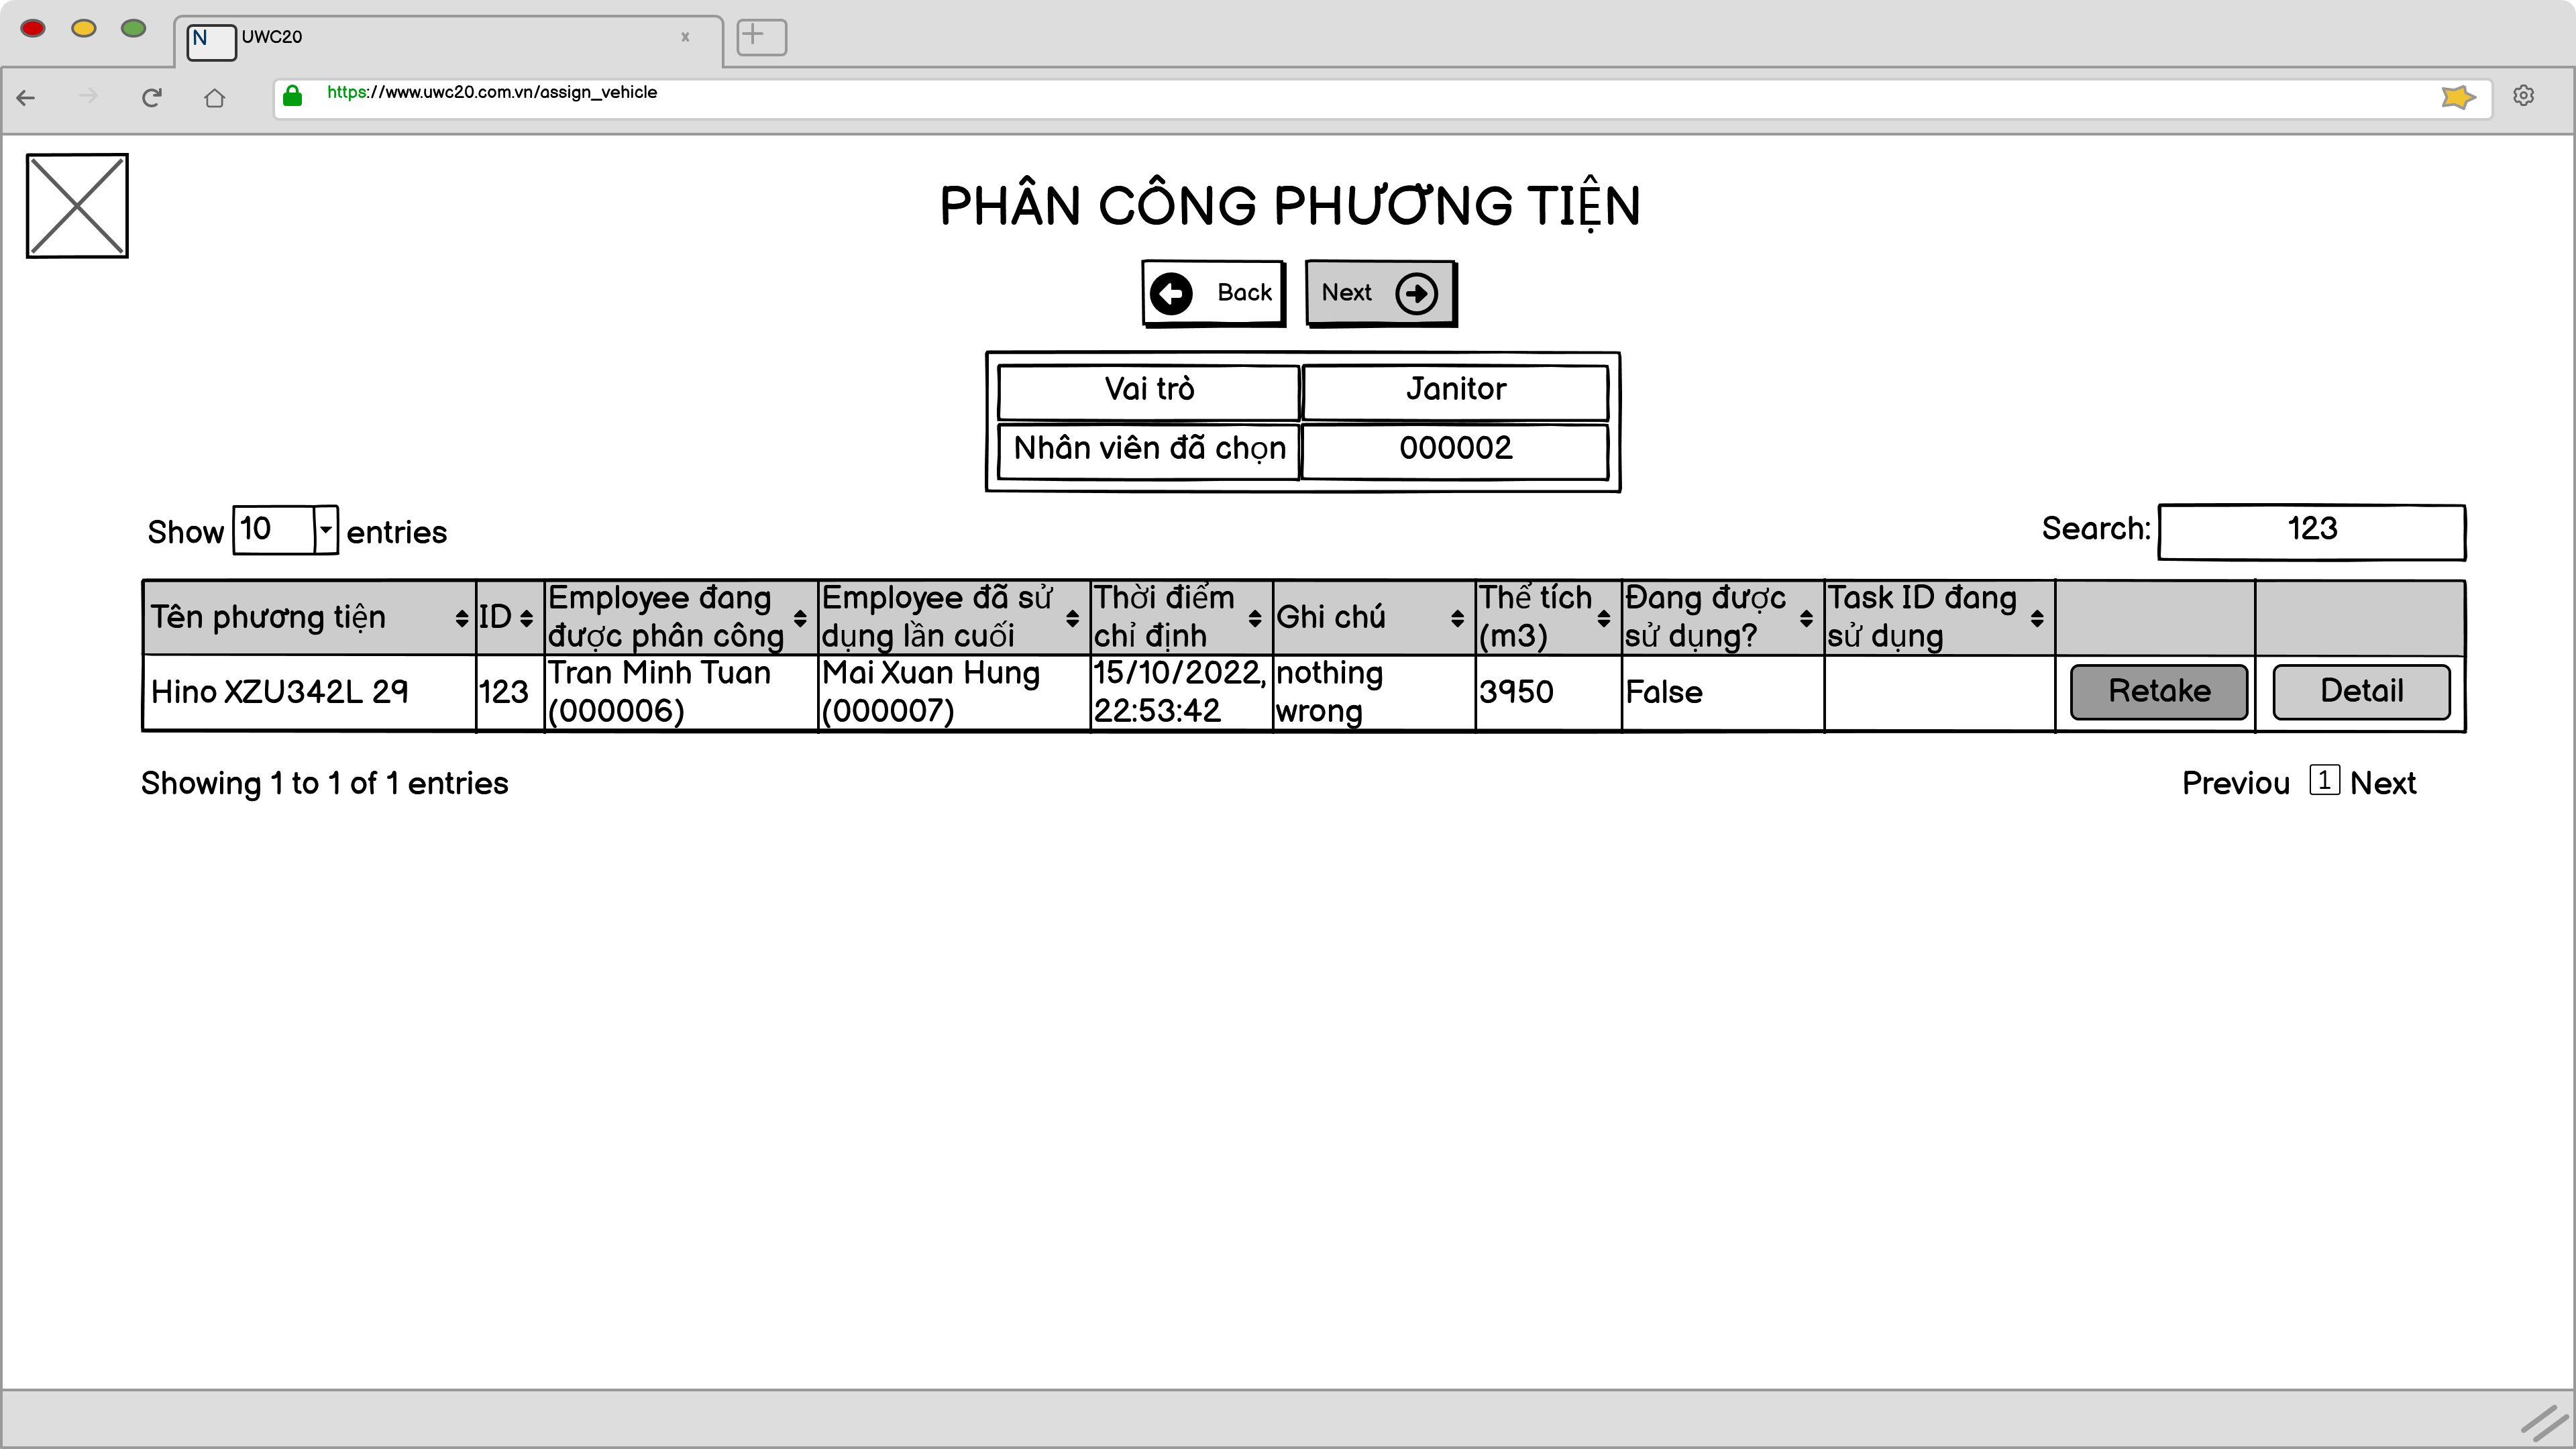 N UWC20 x
https://www.uwc20.com.vn/assign_vehicle
PHÂN CÔNG PHƯƠNG TIỆN
Back Next
Vai trò Janitor
Nhân viên đã chọn 000002
Show 10 entries Search: 123
Tên phương tiện ID Employee đang được phân công Employee đã sử dụng lần cuối Thời điểm chỉ định Ghi chú Thể tích (m3) Đang được sử dụng? Task ID đang sử dụng
Hino XZU342L 29 123 Tran Minh Tuan (000006) Mai Xuan Hung (000007) 15/10/2022, 22:53:42 nothing wrong 3950 False Retake Detail
Showing 1 to 1 of 1 entries Previou 1 Next